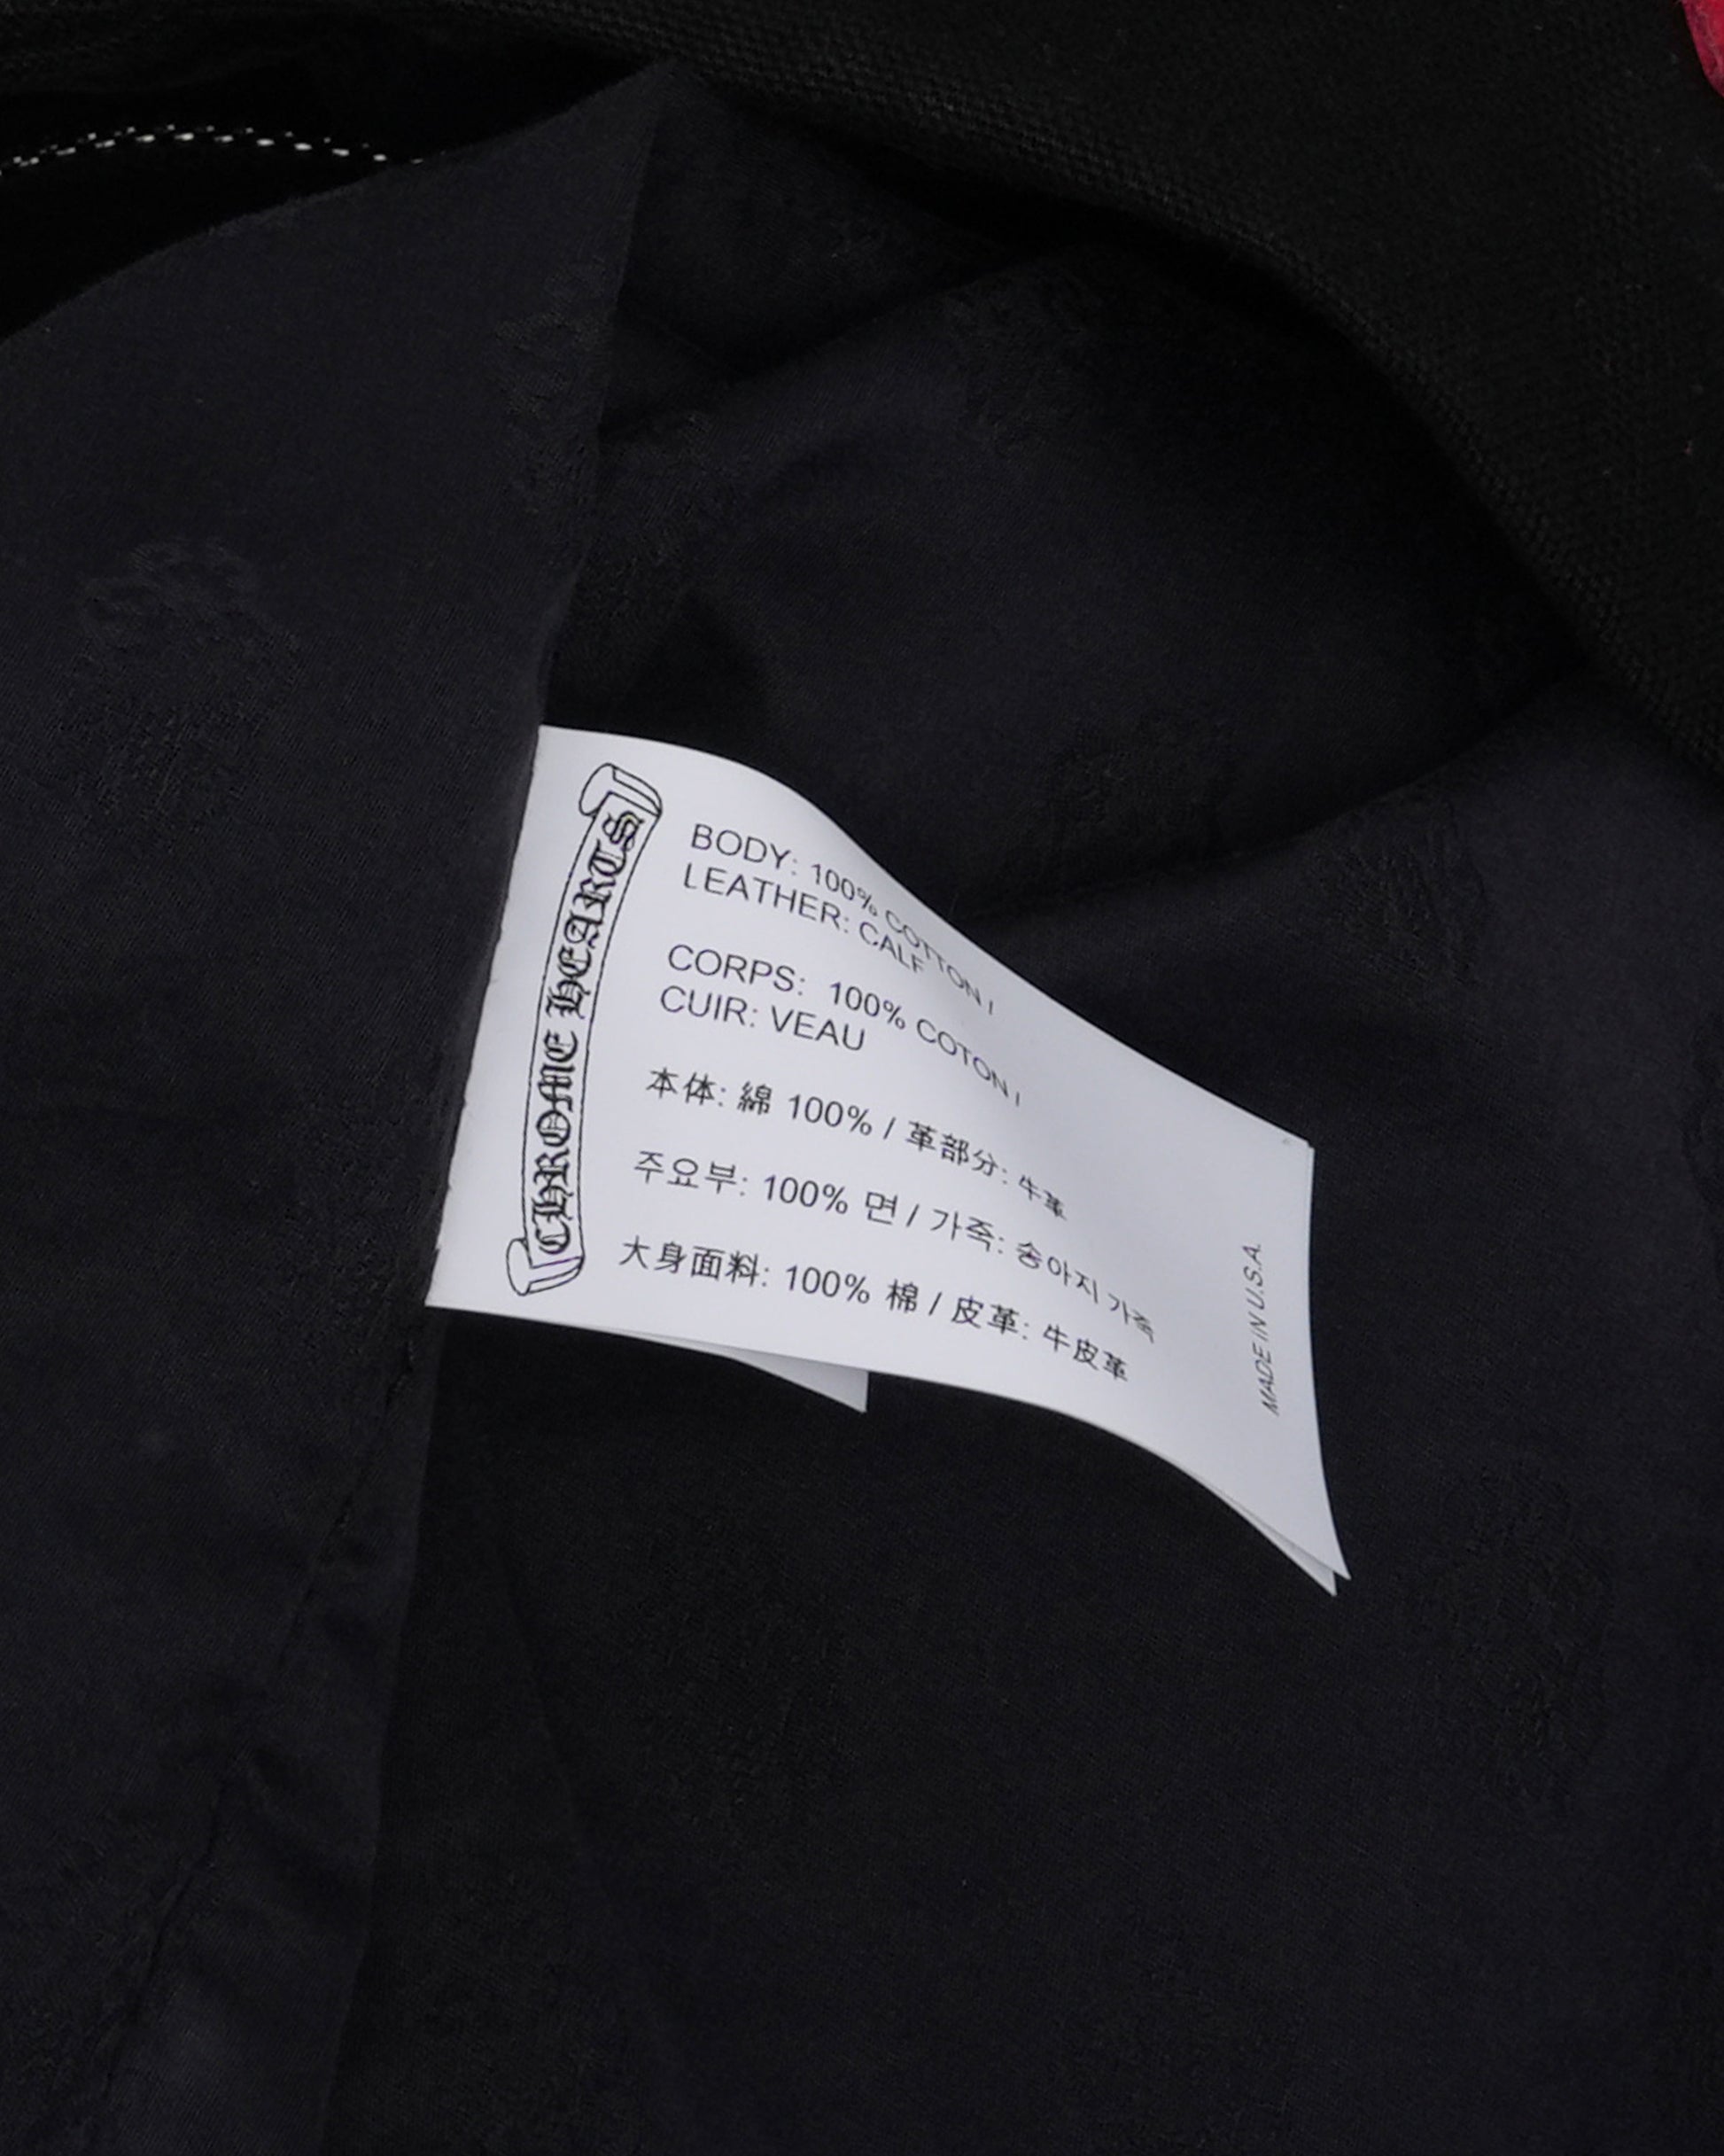 CHROME HEARTS
BODY: 100% COTTON /
LEATHER: CALF
CORPS: 100% COTON /
CUIR: VEAU
本体: 綿 100% / 革部分: 牛革
주요부: 100% 면 / 가죽: 송아지 가죽
大身面料: 100% 棉 / 皮革: 牛皮革
MADE IN U.S.A.